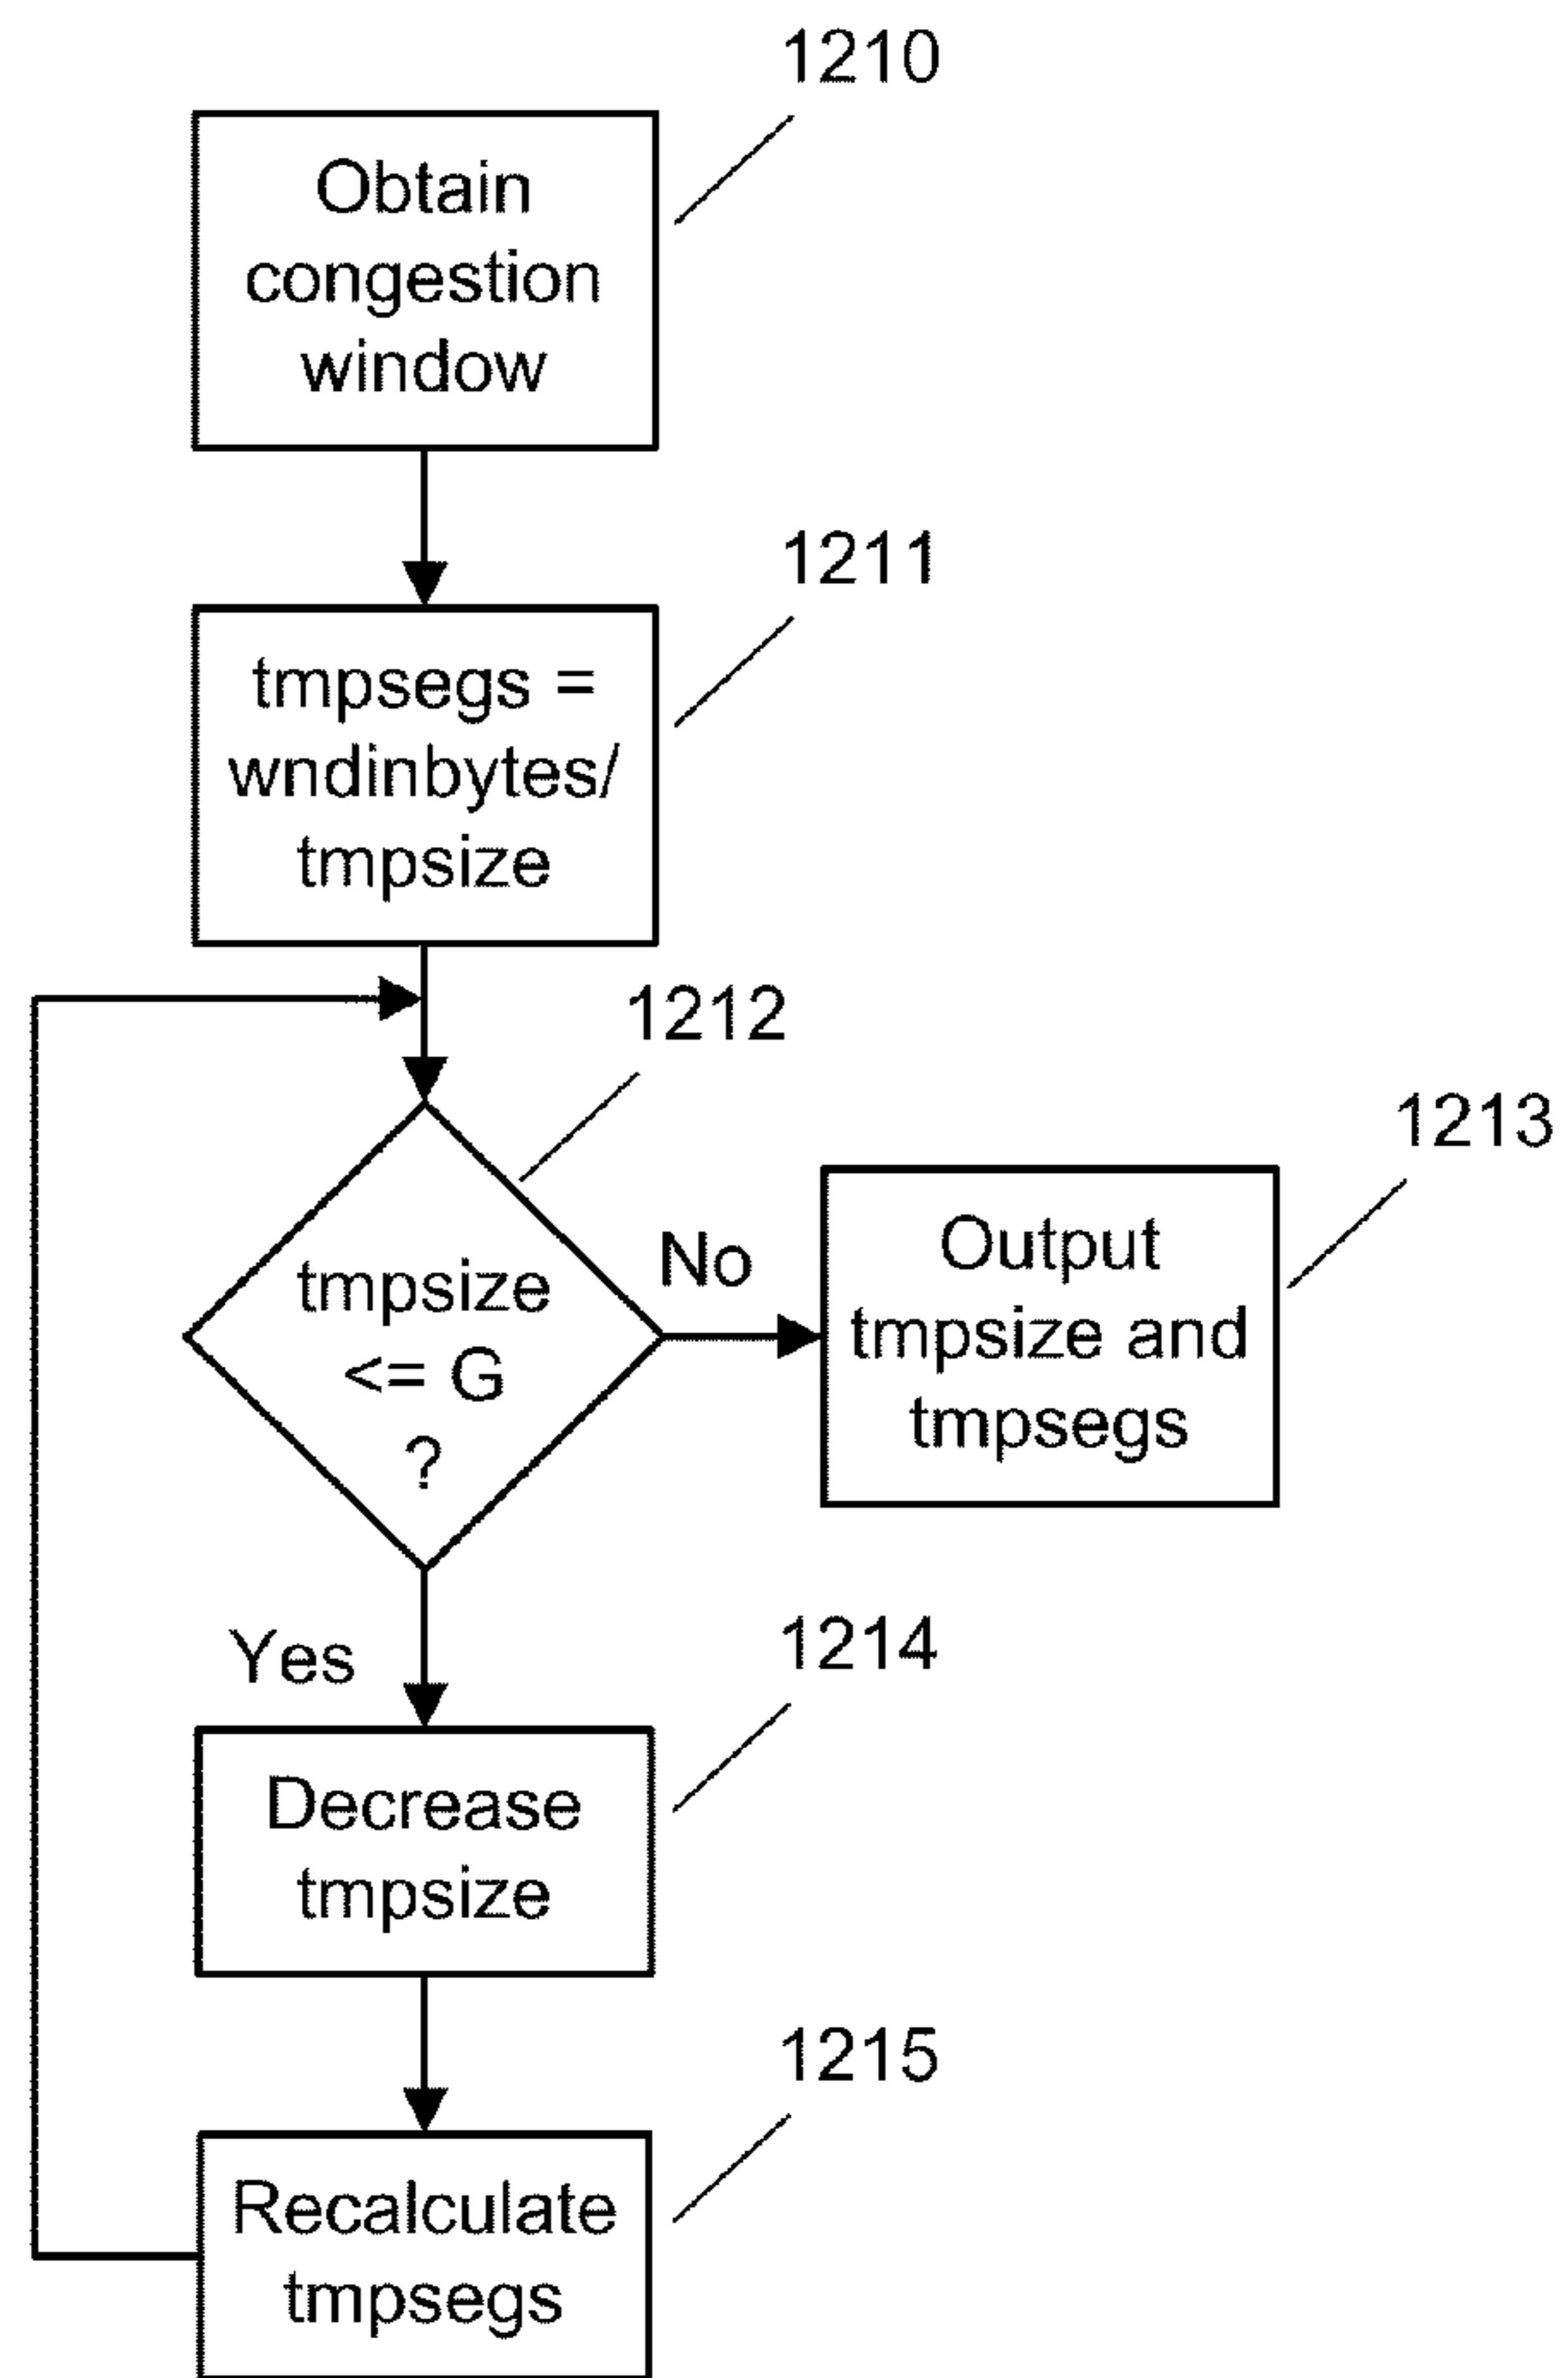 1210
Obtain
congestion
window
1211
tmpsegs =
wndinbytes/
tmpsize
1212
tmpsize
<= G
?
No
1213
Output
tmpsize and
tmpsegs
Yes
1214
Decrease
tmpsize
1215
Recalculate
tmpsegs